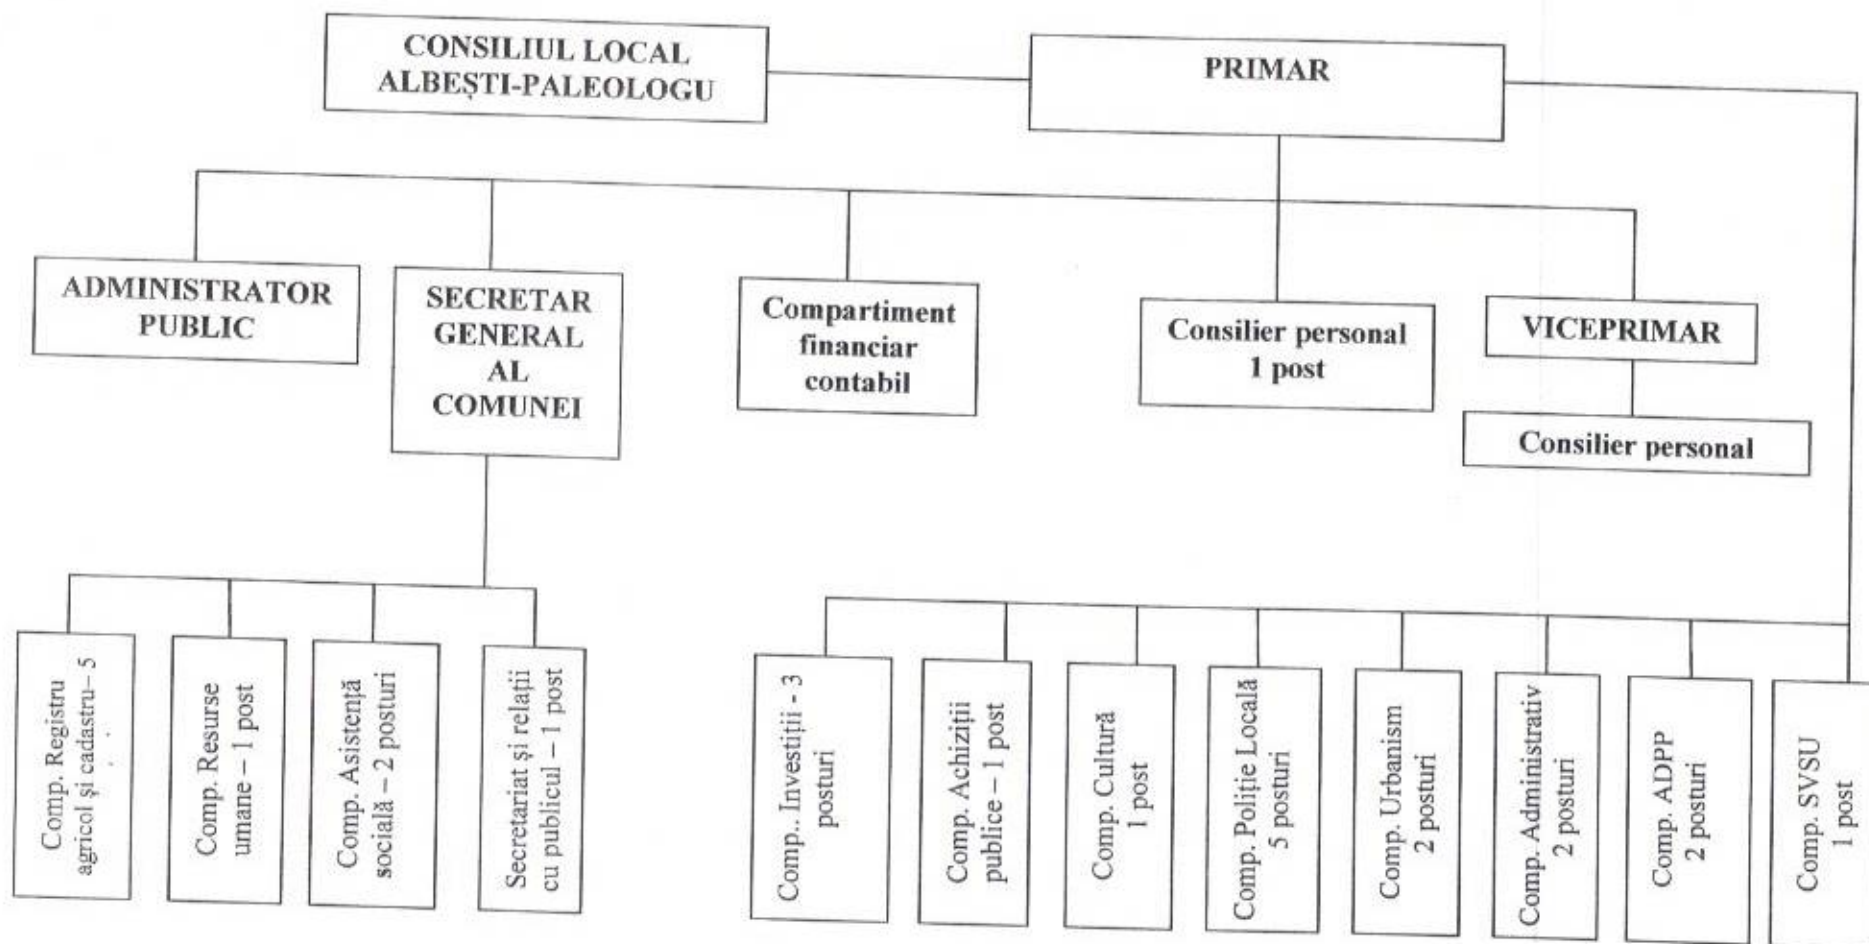 CONSILIUL LOCAL
ALBEȘTI-PALEOLOGU
PRIMAR
ADMINISTRATOR
PUBLIC
SECRETAR
GENERAL
AL
COMUNEI
Compartiment
financiar
contabil
Consilier personal
1 post
VICEPRIMAR
Consilier personal
Comp. Registru
agricol și cadastru– 5
Comp. Resurse
umane – 1 post
Comp. Asistență
socială – 2 posturi
Secretariat și relații
cu publicul – 1 post
Comp.. Investiții - 3
posturi
Comp. Achiziții
publice – 1 post
Comp. Cultură
1 post
Comp. Poliție Locală
5 posturi
Comp. Urbanism
2 posturi
Comp. Administrativ
2 posturi
Comp. ADPP
2 posturi
Comp. SVSU
1 post